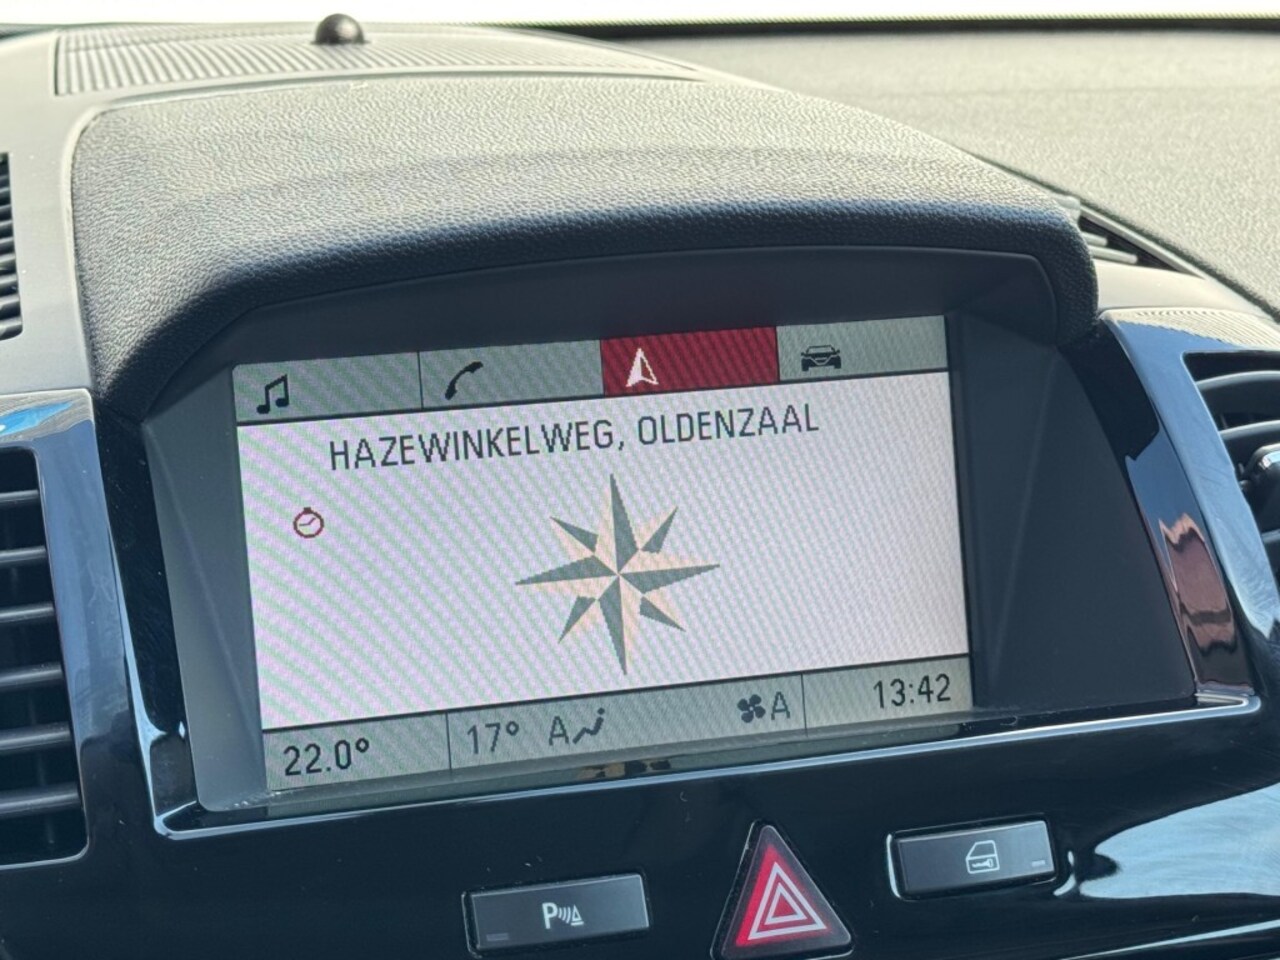 HAZEWINKELWEG, OLDENZAAL
22.0°
17° A
A
13:42
P